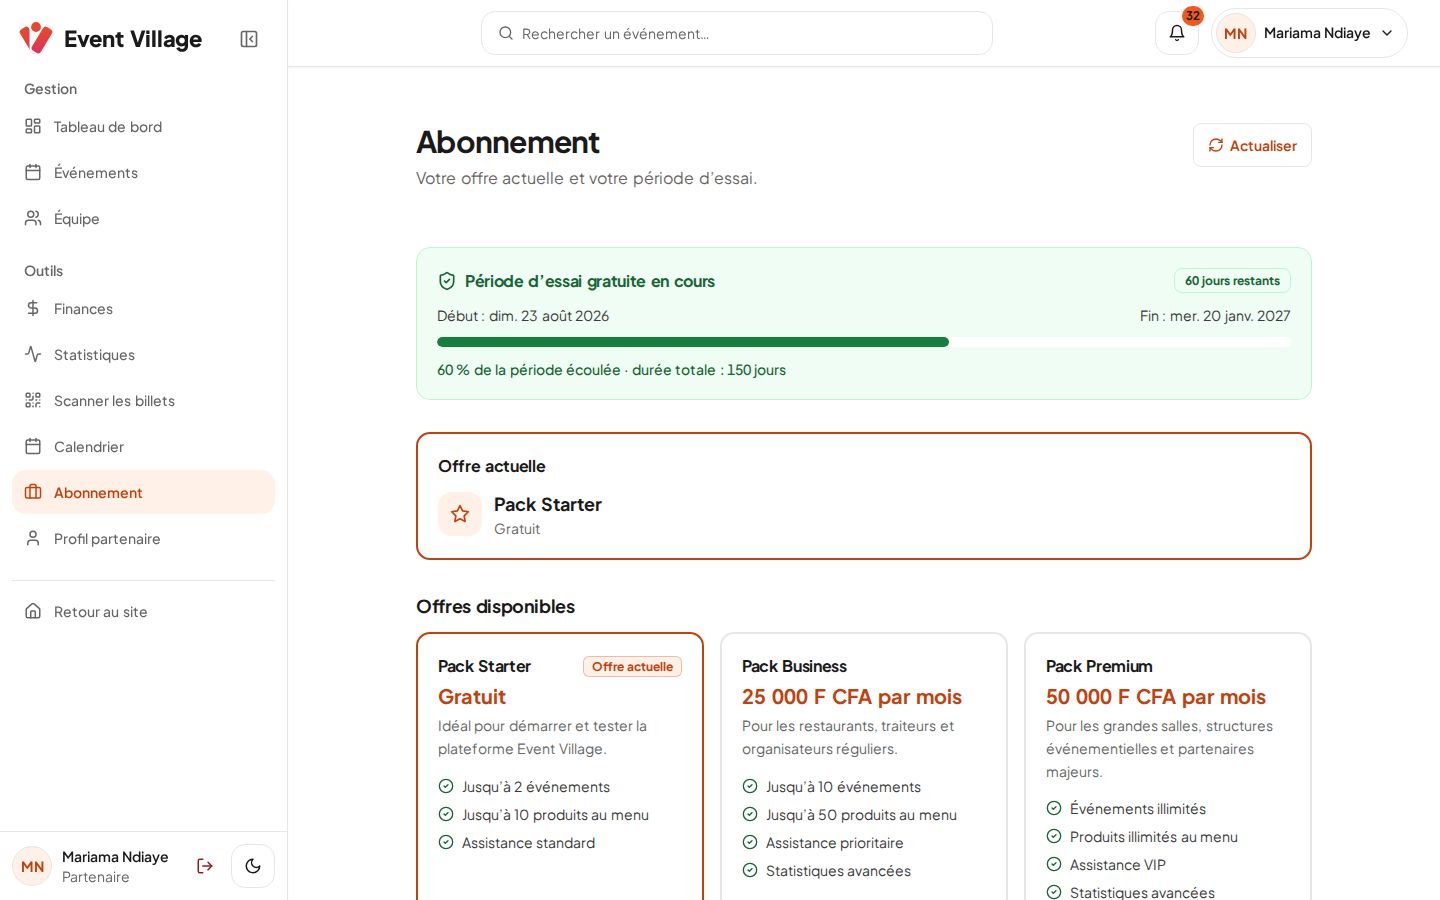 Event Village
Gestion
Tableau de bord
Événements
Équipe
Outils
Finances
Statistiques
Scanner les billets
Calendrier
Abonnement
Profil partenaire
Retour au site
MN
Mariama Ndiaye
Partenaire
Rechercher un événement...
32
MN
Mariama Ndiaye
Abonnement
Votre offre actuelle et votre période d’essai.
Actualiser
Période d’essai gratuite en cours
60 jours restants
Début : dim. 23 août 2026
Fin : mer. 20 janv. 2027
60 % de la période écoulée · durée totale : 150 jours
Offre actuelle
Pack Starter
Gratuit
Offres disponibles
Pack Starter
Offre actuelle
Gratuit
Idéal pour démarrer et tester la
plateforme Event Village.
Jusqu’à 2 événements
Jusqu’à 10 produits au menu
Assistance standard
Pack Business
25 000 F CFA par mois
Pour les restaurants, traiteurs et
organisateurs réguliers.
Jusqu’à 10 événements
Jusqu’à 50 produits au menu
Assistance prioritaire
Statistiques avancées
Pack Premium
50 000 F CFA par mois
Pour les grandes salles, structures
événementielles et partenaires
majeurs.
Événements illimités
Produits illimités au menu
Assistance VIP
Statistiques avancées